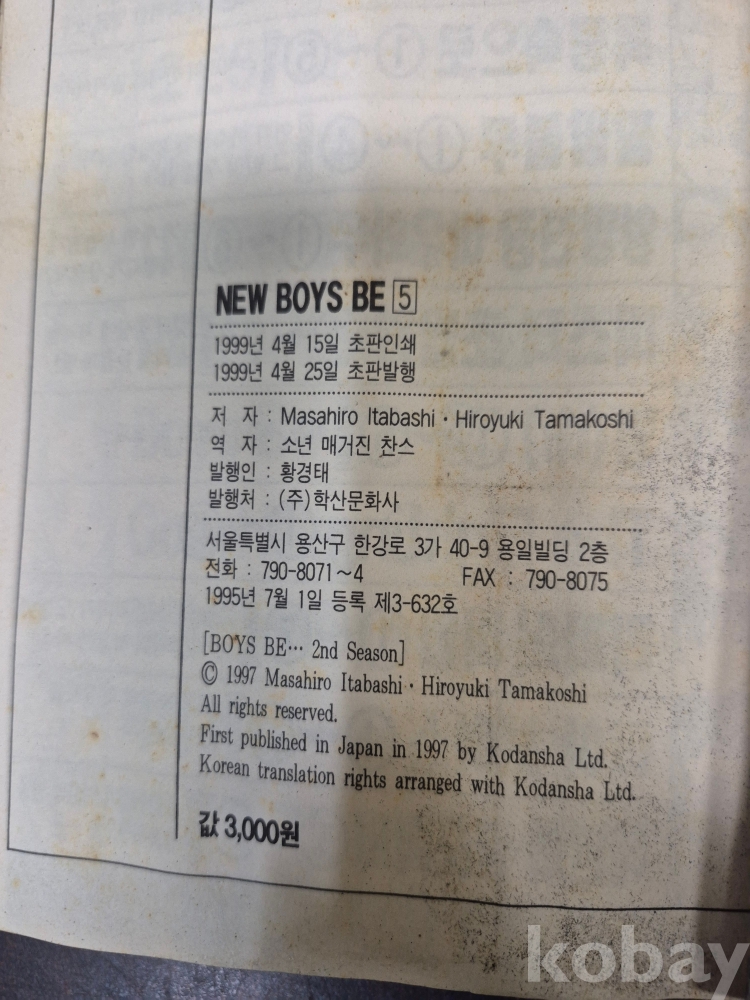 NEW BOYS BE 5
1999년 4월 15일 초판인쇄
1999년 4월 25일 초판발행
저 자 : Masahiro Itabashi · Hiroyuki Tamakoshi
역 자 : 소년 매거진 찬스
발행인 : 황경태
발행처 : (주)학산문화사
서울특별시 용산구 한강로 3가 40-9 용일빌딩 2층
전화 : 790-8071~4 FAX : 790-8075
1995년 7월 1일 등록 제3-632호
[BOYS BE… 2nd Season]
© 1997 Masahiro Itabashi · Hiroyuki Tamakoshi
All rights reserved.
First published in Japan in 1997 by Kodansha Ltd.
Korean translation rights arranged with Kodansha Ltd.
값 3,000원
kobay